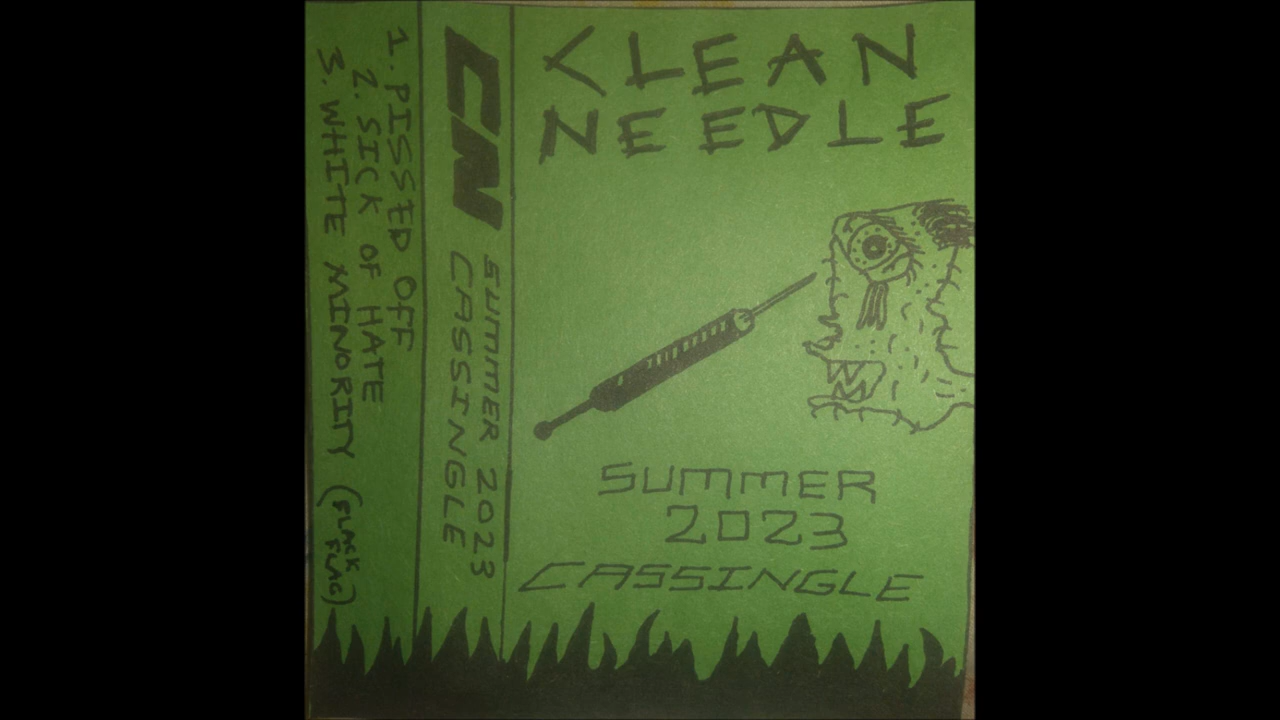 CLEAN
NEEDLE
SUMMER
2023
CASSINGLE
CN
SUMMER 2023
CASSINGLE
1. PISSED OFF
2. SICK OF HATE
3. WHITE MINORITY (FLACK
FLAG)